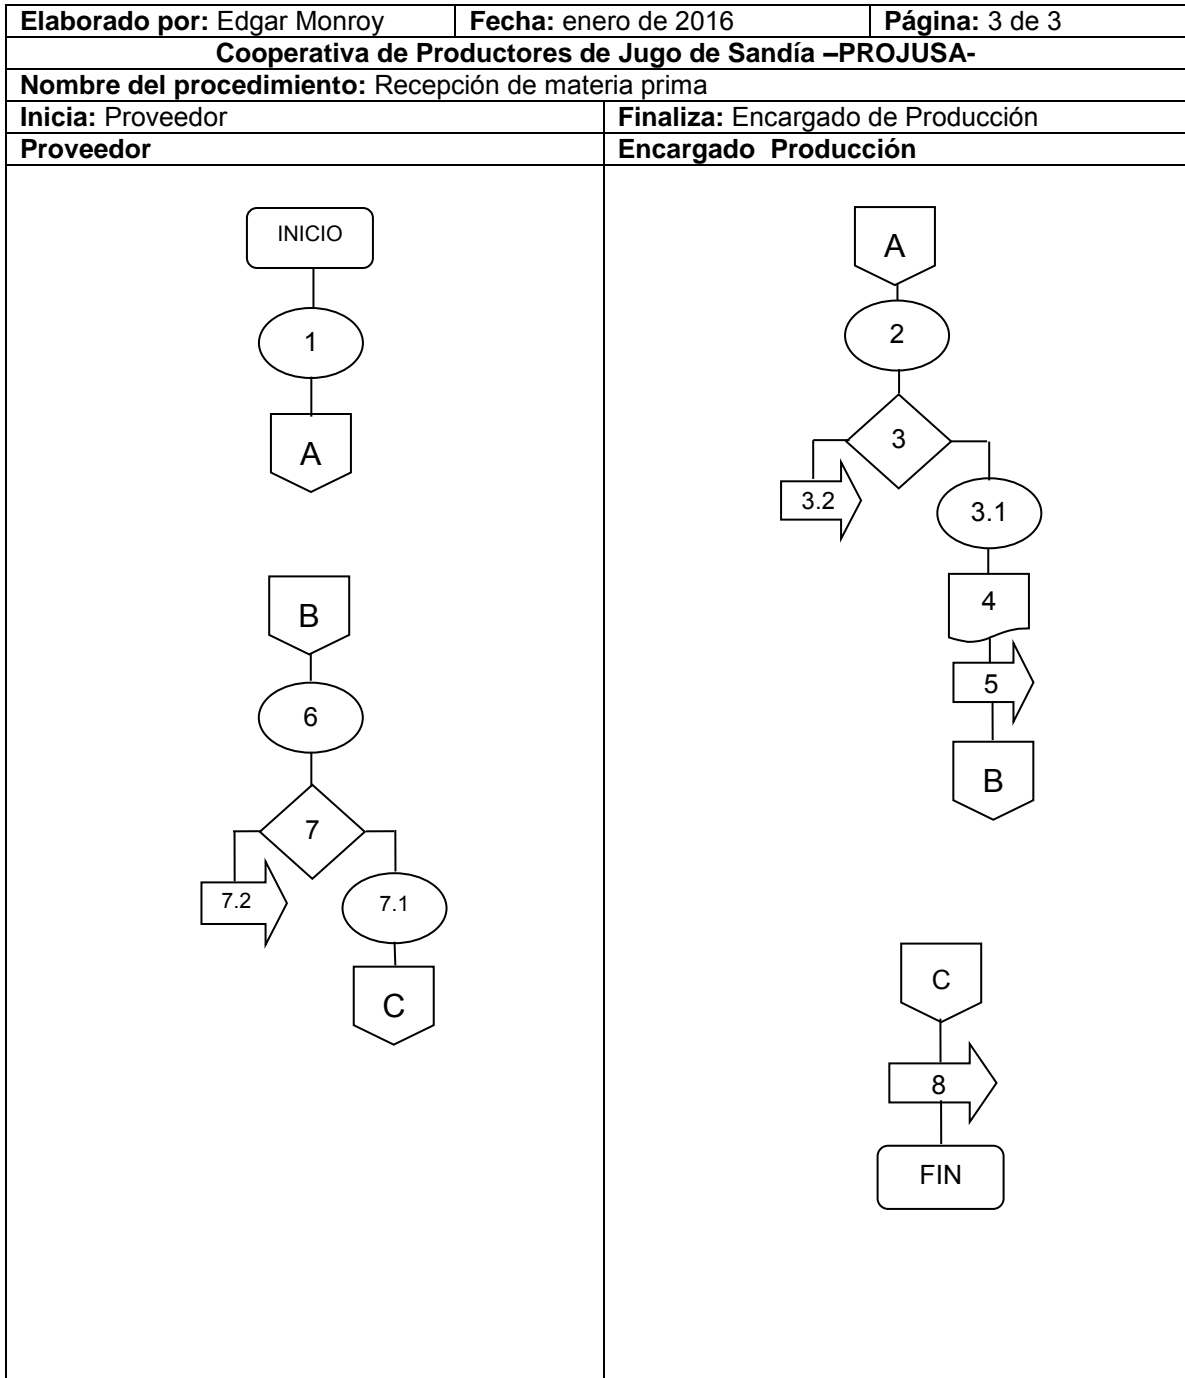 Elaborado por: Edgar Monroy Fecha: enero de 2016 Página: 3 de 3
Cooperativa de Productores de Jugo de Sandía –PROJUSA-
Nombre del procedimiento: Recepción de materia prima
Inicia: Proveedor Finaliza: Encargado de Producción
Proveedor Encargado Producción
INICIO
1
A
B
6
7
7.2 7.1
C
A
2
3
3.2 3.1
4
5
B
C
8
FIN